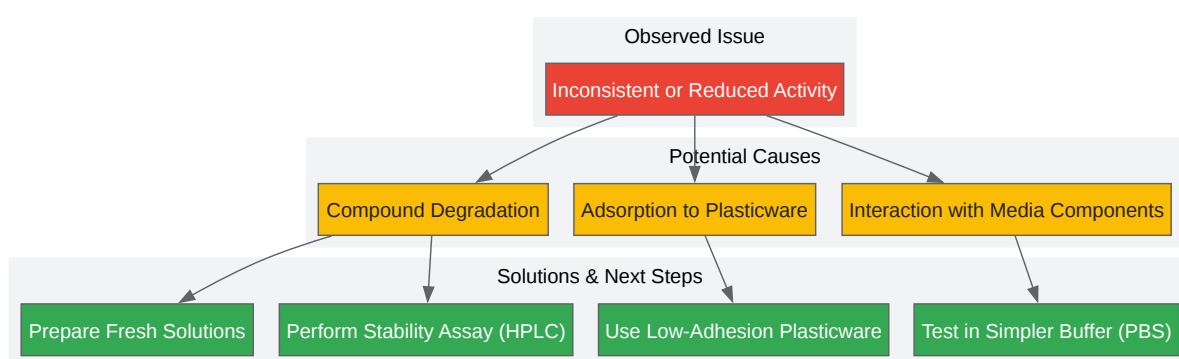 Observed Issue
Inconsistent or Reduced Activity
Potential Causes
Compound Degradation
Adsorption to Plasticware
Interaction with Media Components
Solutions & Next Steps
Prepare Fresh Solutions
Perform Stability Assay (HPLC)
Use Low-Adhesion Plasticware
Test in Simpler Buffer (PBS)